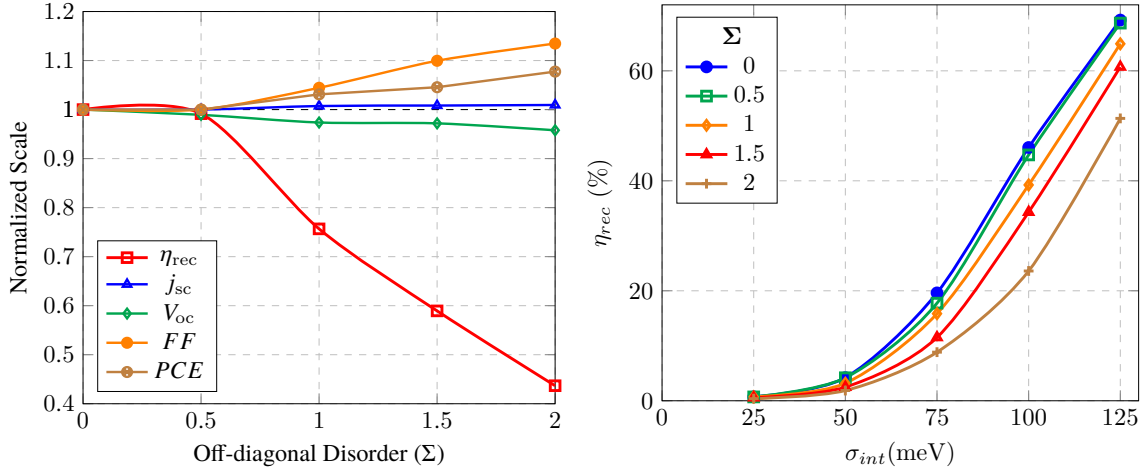 1.2
1.1
1
0.9
0.8
0.7
0.6
0.5
0.4
Normalized Scale
η_rec
j_sc
V_oc
FF
PCE
0 0.5 1 1.5 2
Off-diagonal Disorder (Σ)
60
40
20
0
η_rec (%)
Σ
0
0.5
1
1.5
2
0 25 50 75 100 125
σ_int(meV)